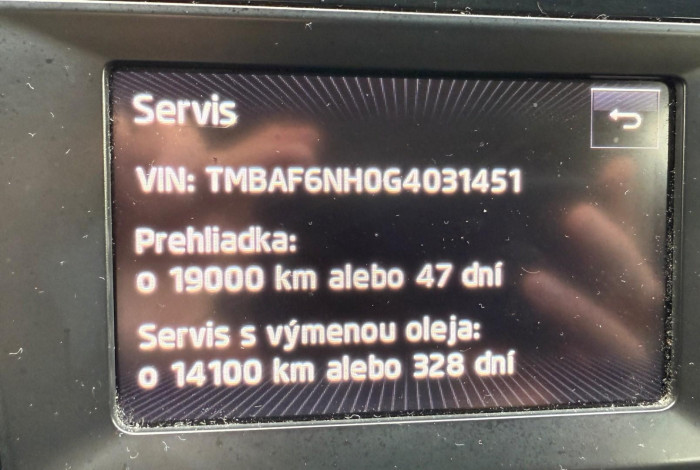 Servis
VIN: TMBAF6NH0G4031451
Prehliadka:
o 19000 km alebo 47 dní
Servis s výmenou oleja:
o 14100 km alebo 328 dní